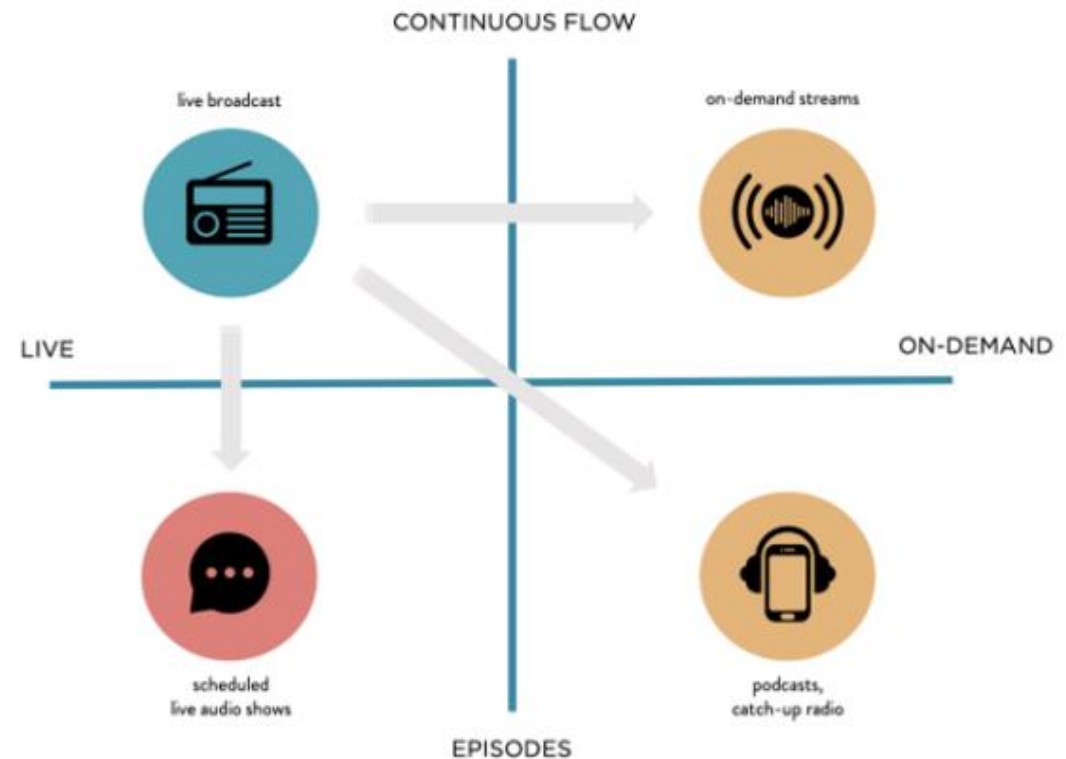 CONTINUOUS FLOW
live broadcast
on-demand streams
LIVE
ON-DEMAND
scheduled
live audio shows
podcasts,
catch-up radio
EPISODES